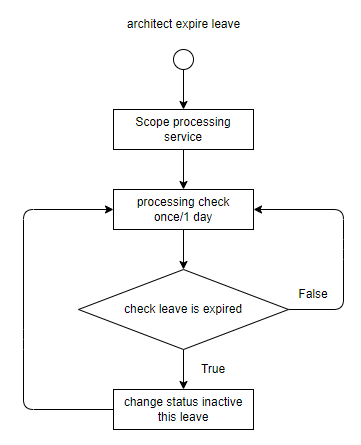 architect expire leave
Scope processing
service
processing check
once/1 day
check leave is expired
False
True
change status inactive
this leave